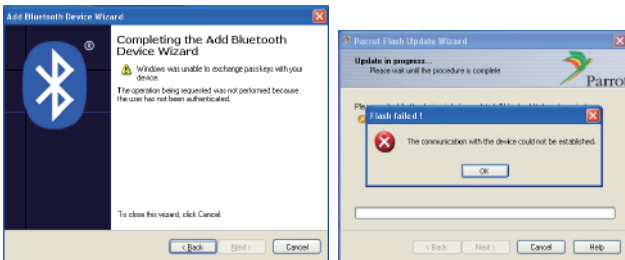 Add Bluetooth Device Wizard
Completing the Add Bluetooth
Device Wizard
Windows was unable to exchange passkeys with your
device.
The operation being requested was not performed because
the user has not been authenticated.
To close this wizard, click Cancel.
< Back
Next >
Cancel
Parrot Flash Update Wizard
Update in progress...
Please wait until the procedure is complete
Parrot
Flash failed !
The communication with the device could not be established.
OK
< Back
Next >
Cancel
Help